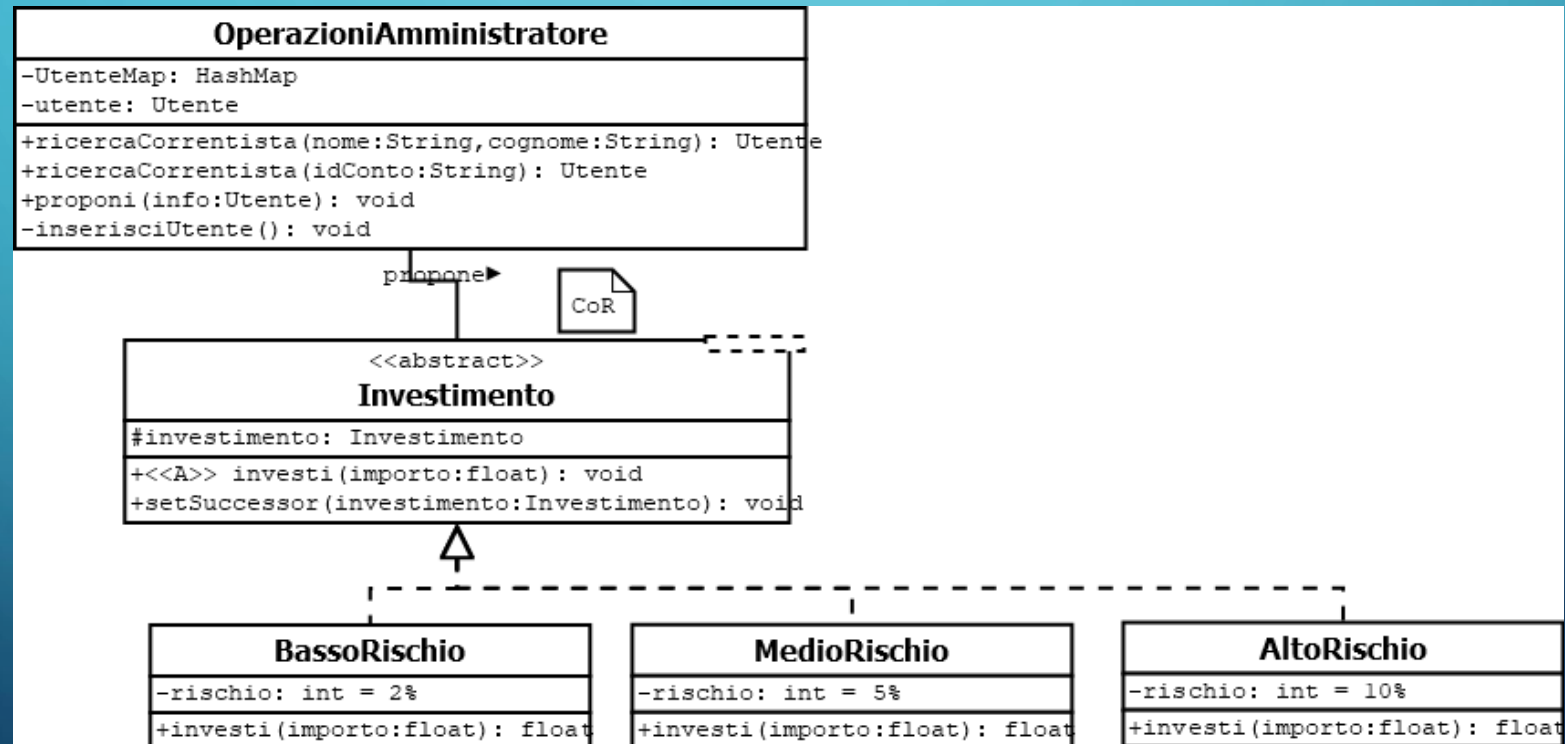 OperazioniAmministratore
-UtenteMap: HashMap
-utente: Utente
+ricercaCorrentista(nome:String,cognome:String): Utente
+ricercaCorrentista(idConto:String): Utente
+proponi(info:Utente): void
-inserisciUtente(): void
propone►
CoR
<<abstract>>
Investimento
#investimento: Investimento
+<<A>> investi(importo:float): void
+setSuccessor(investimento:Investimento): void
BassoRischio
-rischio: int = 2%
+investi(importo:float): float
MedioRischio
-rischio: int = 5%
+investi(importo:float): float
AltoRischio
-rischio: int = 10%
+investi(importo:float): float